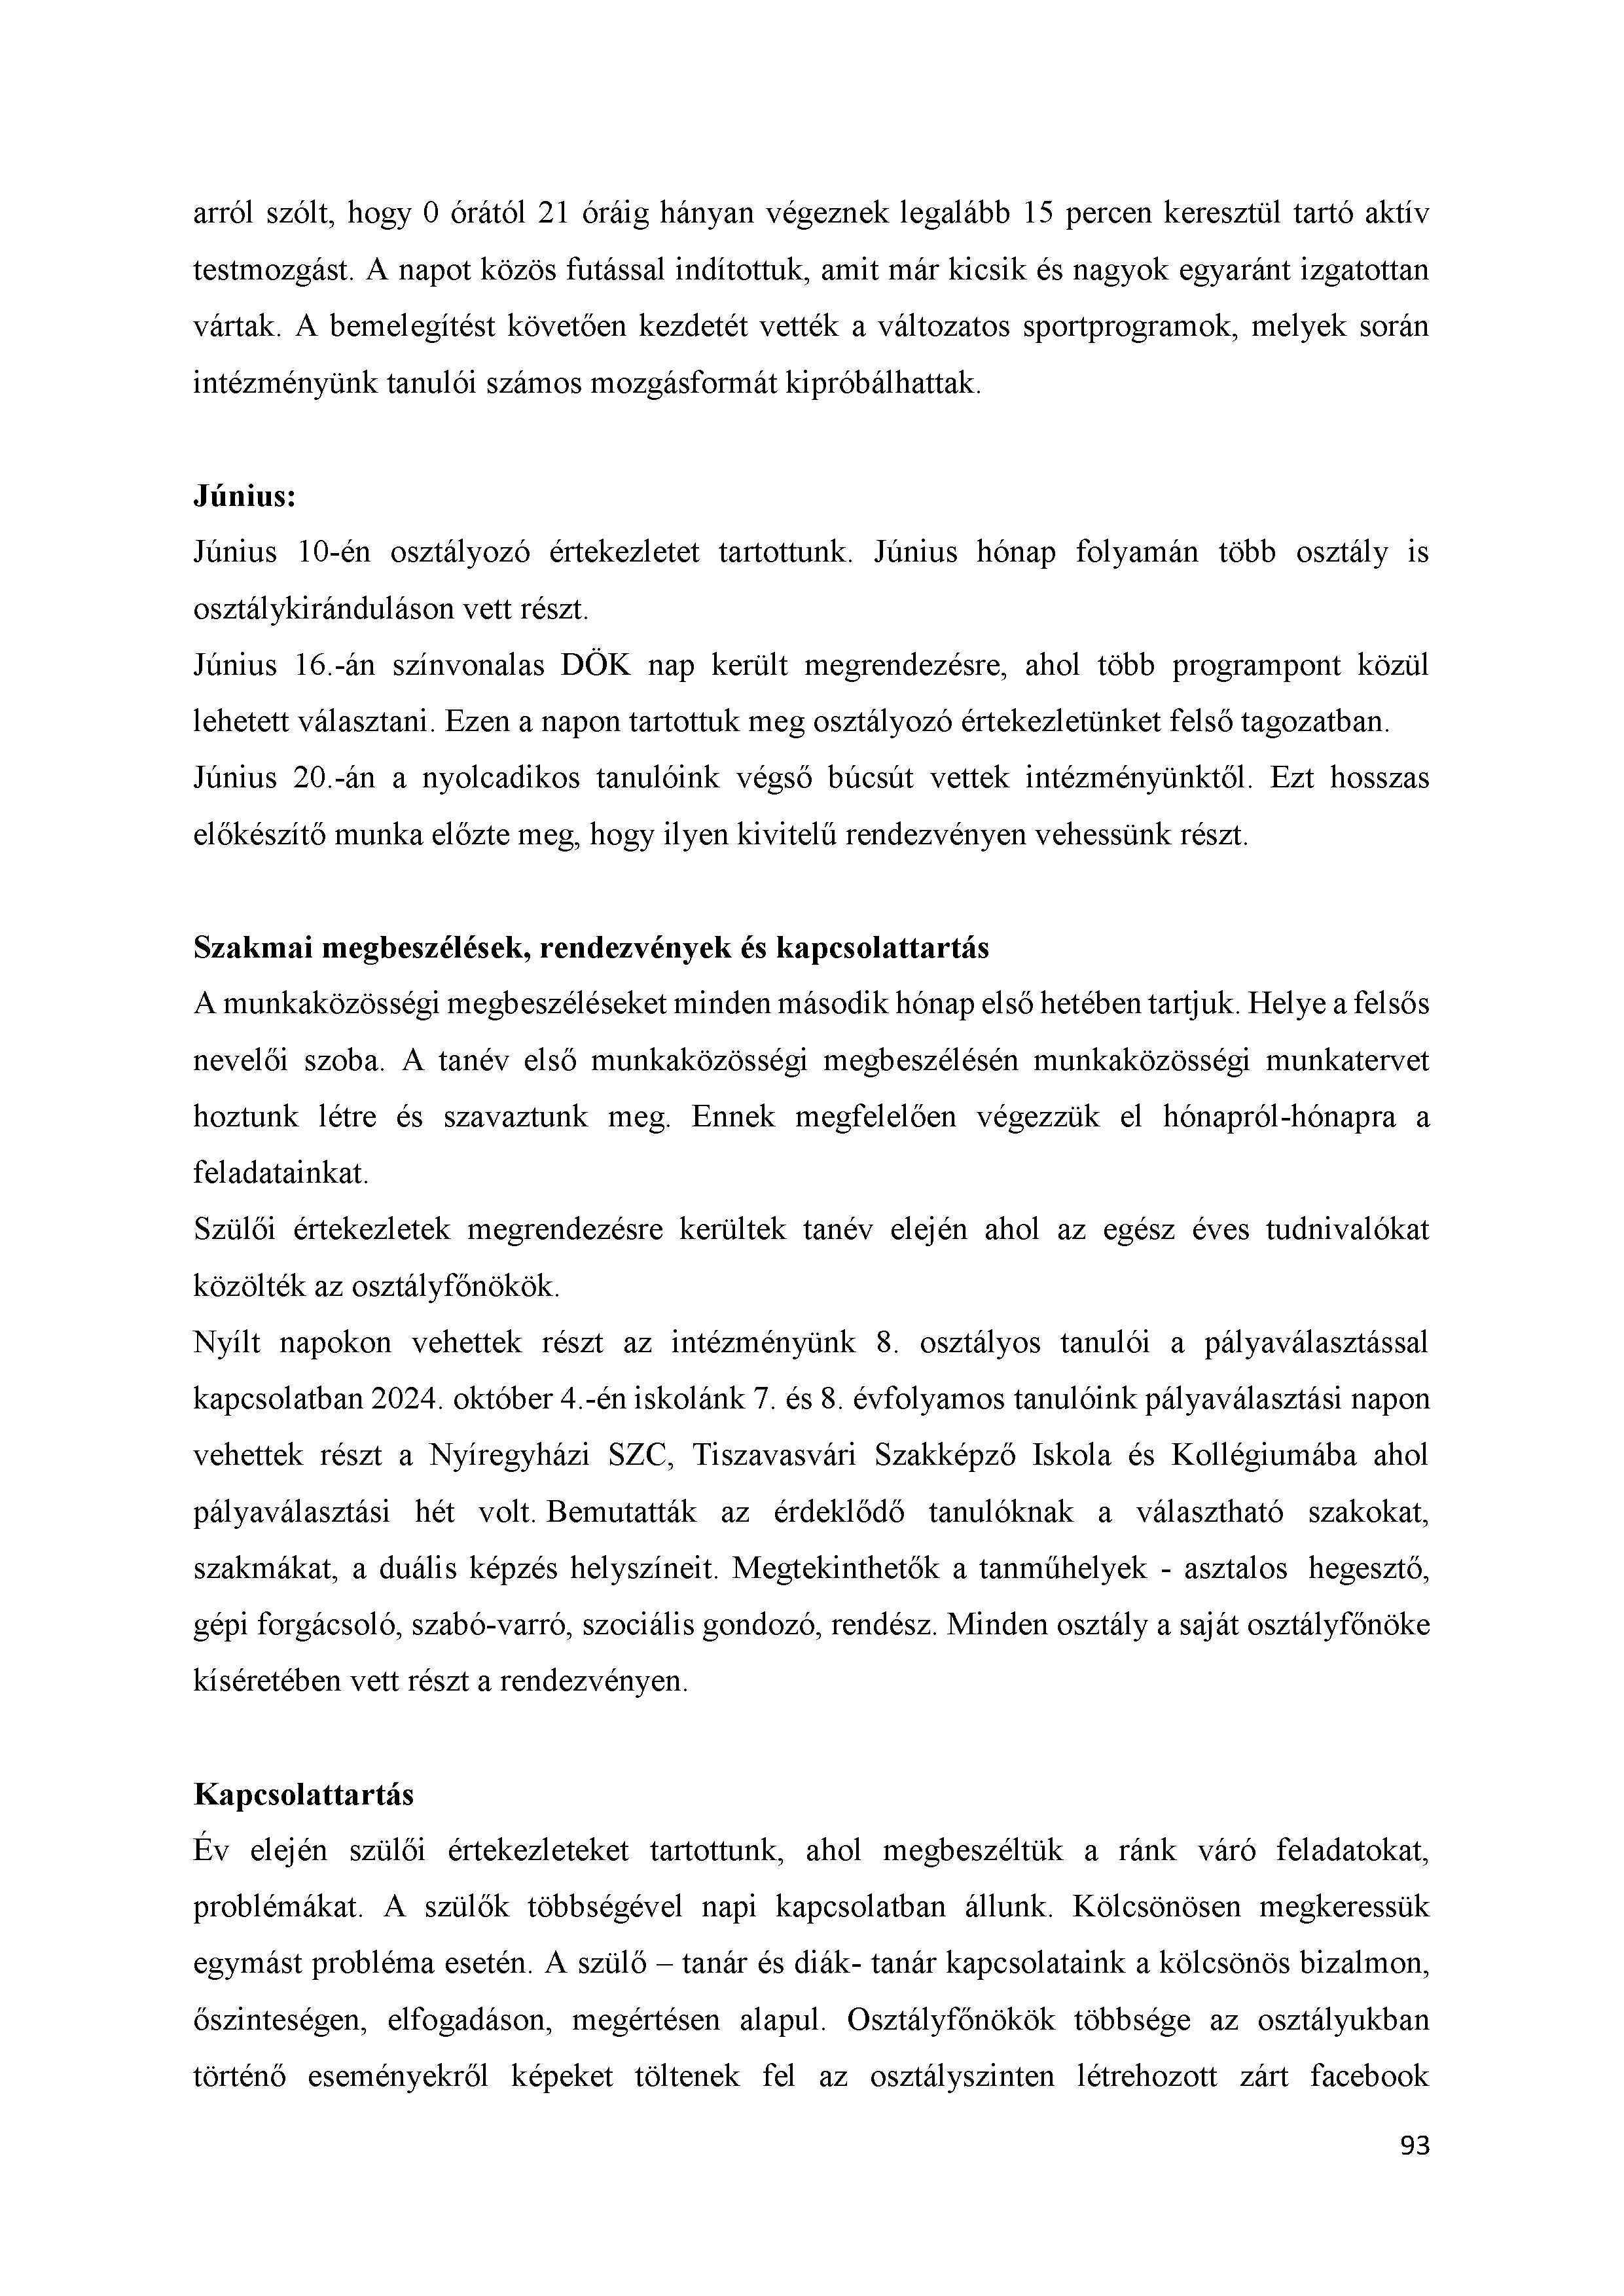 arról szólt, hogy 0 órától 21 óráig hányan végeznek legalább 15 percen keresztül tartó aktív
testmozgást. A napot közös futással indítottuk, amit már kicsik és nagyok egyaránt izgatottan
vártak. A bemelegítést követően kezdetét vették a változatos sportprogramok, melyek során
intézményünk tanulói számos mozgásformát kipróbálhattak.
Június:
Június 10-én osztályozó értekezletet tartottunk. Június hónap folyamán több osztály is
osztálykiránduláson vett részt.
Június 16.-án színvonalas DÖK nap került megrendezésre, ahol több programpont közül
lehetett választani. Ezen a napon tartottuk meg osztályozó értekezletünket felső tagozatban.
Június 20.-án a nyolcadikos tanulóink végső búcsút vettek intézményünktől. Ezt hosszas
előkészítő munka előzte meg, hogy ilyen kivitelű rendezvényen vehessünk részt.
Szakmai megbeszélések, rendezvények és kapcsolattartás
A munkaközösségi megbeszéléseket minden második hónap első hetében tartjuk. Helye a felsős
nevelői szoba. A tanév első munkaközösségi megbeszélésén munkaközösségi munkatervet
hoztunk létre és szavaztunk meg. Ennek megfelelően végezzük el hónapról-hónapra a
feladatainkat.
Szülői értekezletek megrendezésre kerültek tanév elején ahol az egész éves tudnivalókat
közölték az osztályfőnökök.
Nyílt napokon vehettek részt az intézményünk 8. osztályos tanulói a pályaválasztással
kapcsolatban 2024. október 4.-én iskolánk 7. és 8. évfolyamos tanulóink pályaválasztási napon
vehettek részt a Nyíregyházi SZC, Tiszavasvári Szakképző Iskola és Kollégiumába ahol
pályaválasztási hét volt. Bemutatták az érdeklődő tanulóknak a választható szakokat,
szakmákat, a duális képzés helyszíneit. Megtekinthetők a tanműhelyek - asztalos hegesztő,
gépi forgácsoló, szabó-varró, szociális gondozó, rendész. Minden osztály a saját osztályfőnöke
kíséretében vett részt a rendezvényen.
Kapcsolattartás
Év elején szülői értekezleteket tartottunk, ahol megbeszéltük a ránk váró feladatokat,
problémákat. A szülők többségével napi kapcsolatban állunk. Kölcsönösen megkeressük
egymást probléma esetén. A szülő – tanár és diák- tanár kapcsolataink a kölcsönös bizalmon,
őszinteségen, elfogadáson, megértésen alapul. Osztályfőnökök többsége az osztályukban
történő eseményekről képeket töltenek fel az osztályszinten létrehozott zárt facebook
93